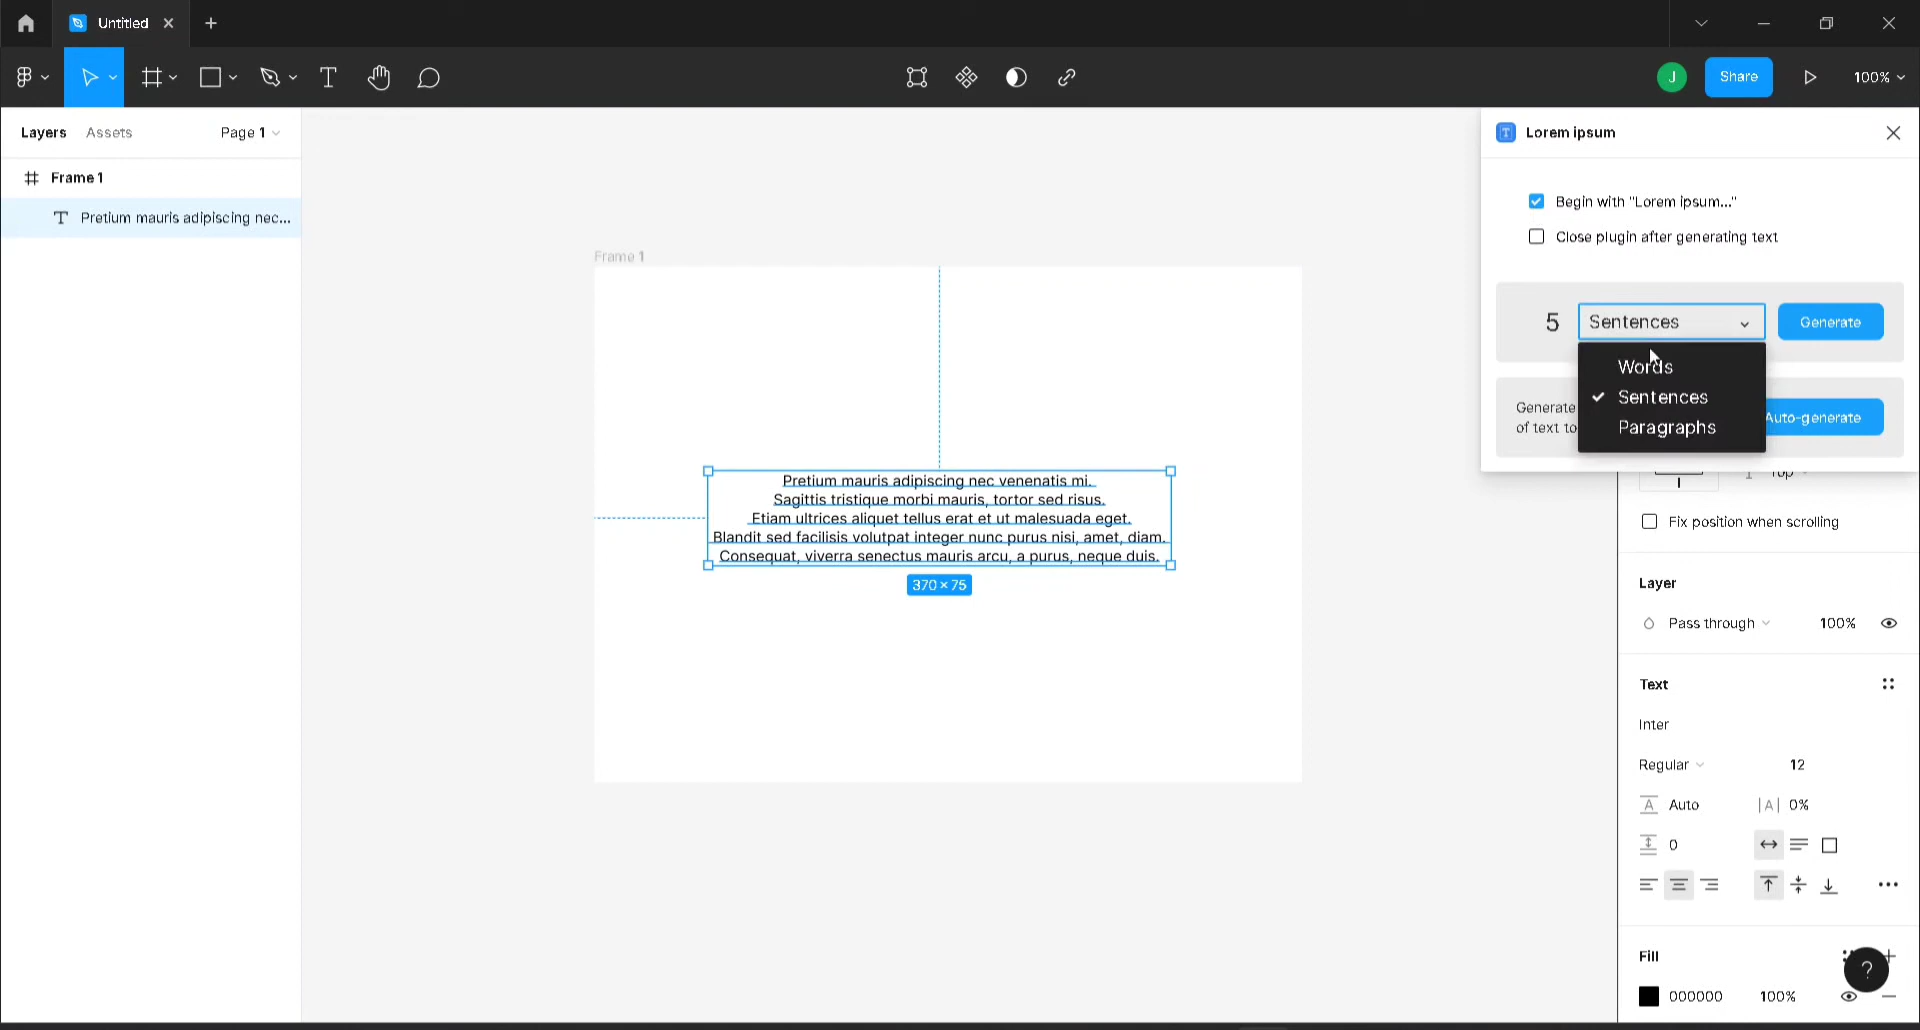 Untitled
Share
100%
J
Layers
Assets
Page 1
Frame 1
Pretium mauris adipiscing nec...
Frame 1
Pretium mauris adipiscing nec venenatis mi.
Sagittis tristique morbi mauris, tortor sed risus.
Etiam ultrices aliquet tellus erat et ut malesuada eget.
Blandit sed facilisis volutpat integer nunc purus nisi, amet, diam.
Consequat, viverra senectus mauris arcu, a purus, neque duis.
370 × 75
Lorem ipsum
Begin with "Lorem ipsum..."
Close plugin after generating text
5
Sentences
Generate
Words
Sentences
Paragraphs
Generate
of text to
Auto-generate
Top
Fix position when scrolling
Layer
Pass through
100%
Text
Inter
Regular
12
Auto
0%
0
Fill
000000
100%
?